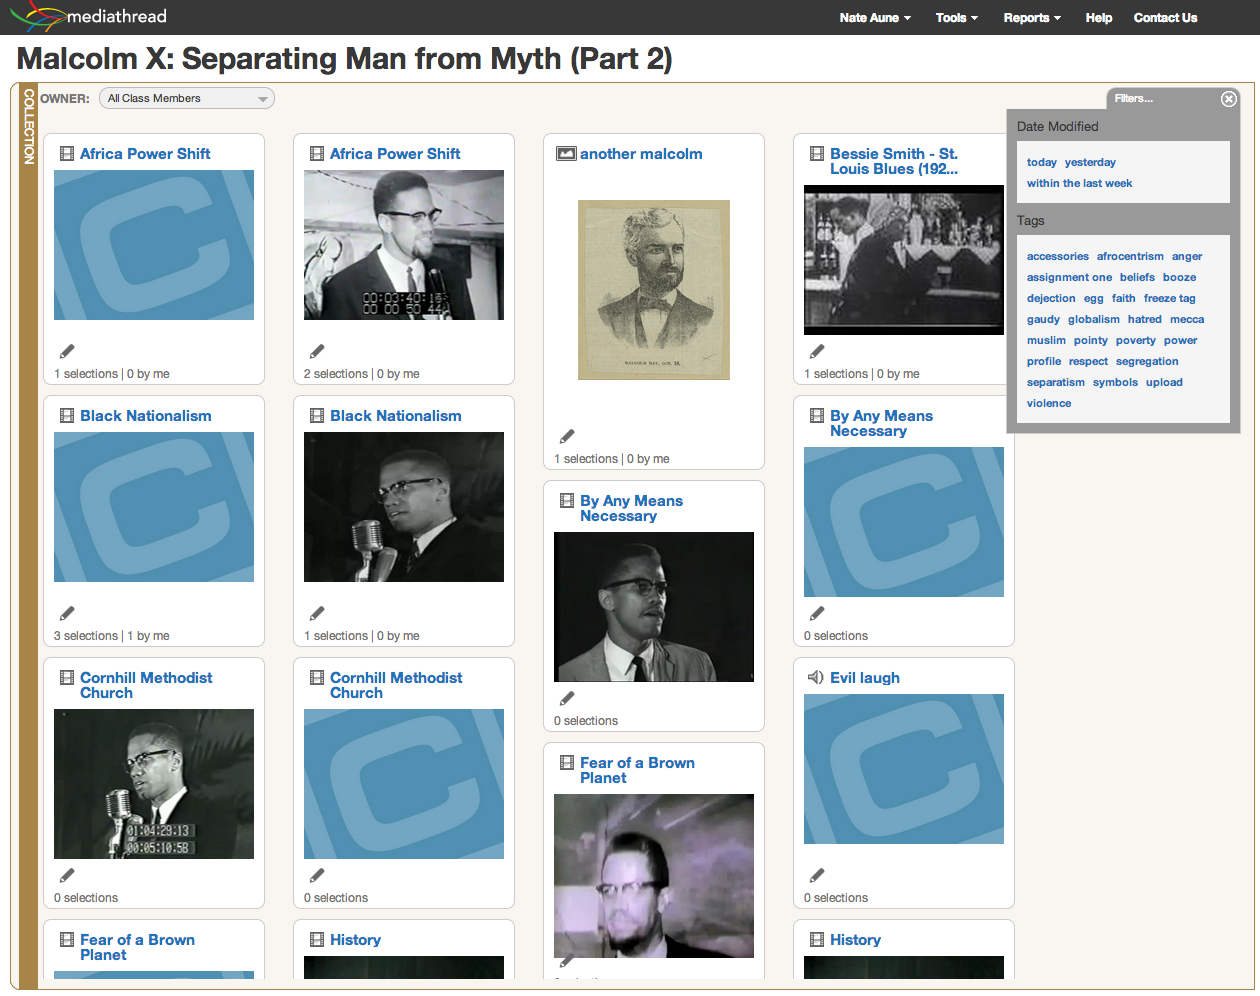 mediathread
Nate Aune Tools Reports Help Contact Us
Malcolm X: Separating Man from Myth (Part 2)
COLLECTION
OWNER: All Class Members
Filters...
Date Modified
today yesterday
within the last week
Tags
accessories afrocentrism anger
assignment one beliefs booze
dejection egg faith freeze tag
gaudy globalism hatred mecca
muslim pointy poverty power
profile respect segregation
separatism symbols upload
violence
Africa Power Shift
1 selections | 0 by me
Africa Power Shift
00:03:40:16
00 00 50 44
2 selections | 0 by me
another malcolm
1 selections | 0 by me
Bessie Smith - St.
Louis Blues (192...
1 selections | 0 by me
Black Nationalism
3 selections | 1 by me
Black Nationalism
1 selections | 0 by me
By Any Means
Necessary
0 selections
By Any Means
Necessary
0 selections
Cornhill Methodist
Church
01:04:29:13
00:05:10:58
0 selections
Cornhill Methodist
Church
0 selections
Fear of a Brown
Planet
Evil laugh
0 selections
Fear of a Brown
Planet
History
History